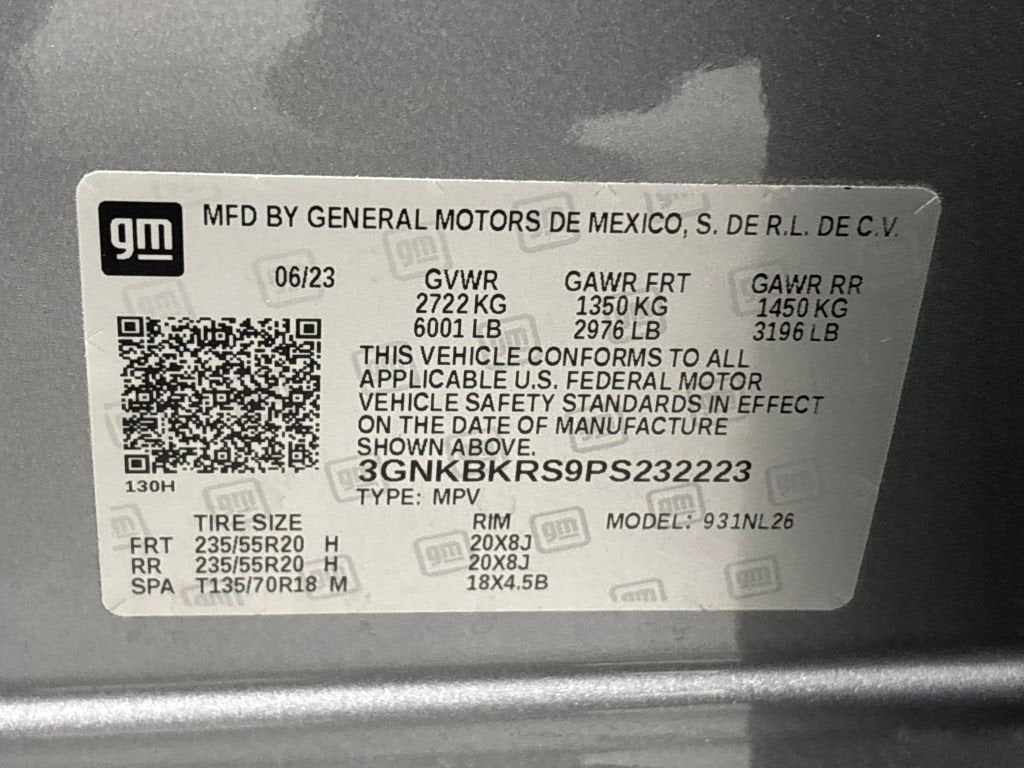 gm MFD BY GENERAL MOTORS DE MEXICO, S. DE R.L. DE C.V.
06/23 GVWR GAWR FRT GAWR RR
2722 KG 1350 KG 1450 KG
6001 LB 2976 LB 3196 LB
THIS VEHICLE CONFORMS TO ALL
APPLICABLE U.S. FEDERAL MOTOR
VEHICLE SAFETY STANDARDS IN EFFECT
ON THE DATE OF MANUFACTURE
SHOWN ABOVE.
3GNKBKRS9PS232223
130H
TYPE: MPV
TIRE SIZE RIM MODEL: 931NL26
FRT 235/55R20 H 20X8J
RR 235/55R20 H 20X8J
SPA T135/70R18 M 18X4.5B